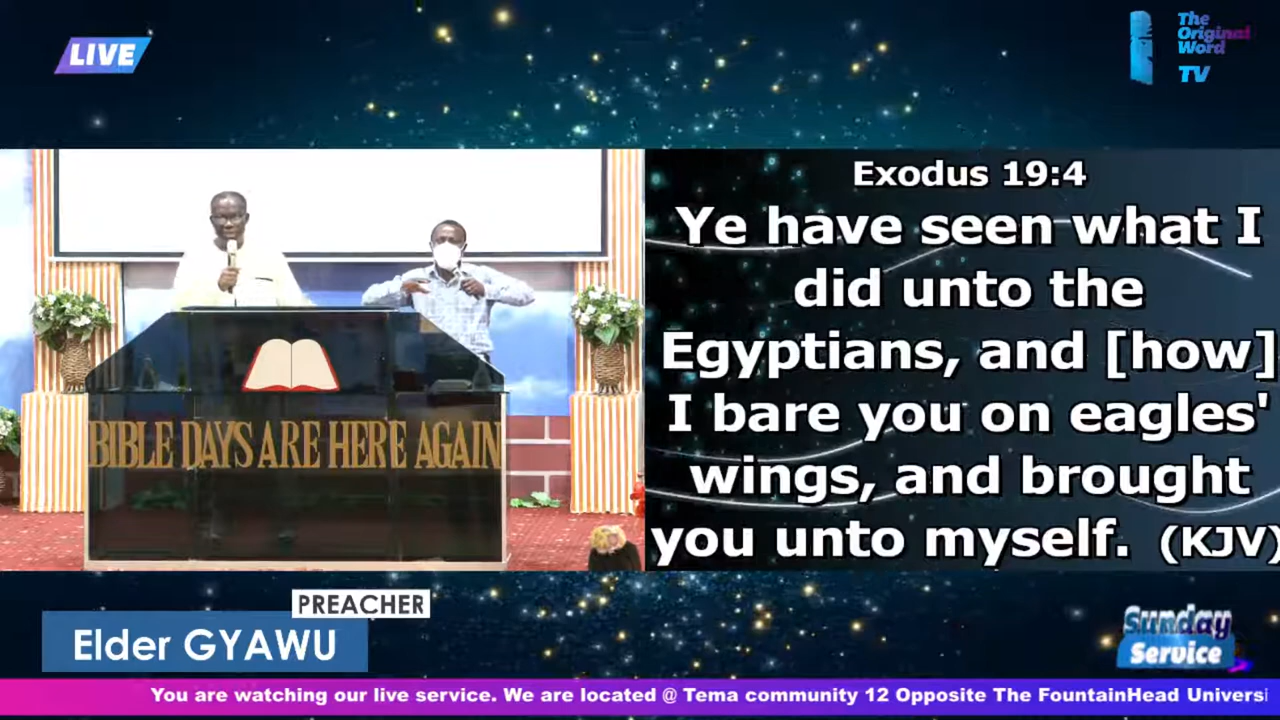 LIVE
The
Original
Word
TV
Exodus 19:4
Ye have seen what I
did unto the
Egyptians, and [how]
I bare you on eagles'
wings, and brought
you unto myself. (KJV)
BIBLE DAYS ARE HERE AGAIN
PREACHER
Elder GYAWU
Sunday
Service
You are watching our live service. We are located @ Tema community 12 Opposite The FountainHead Universi